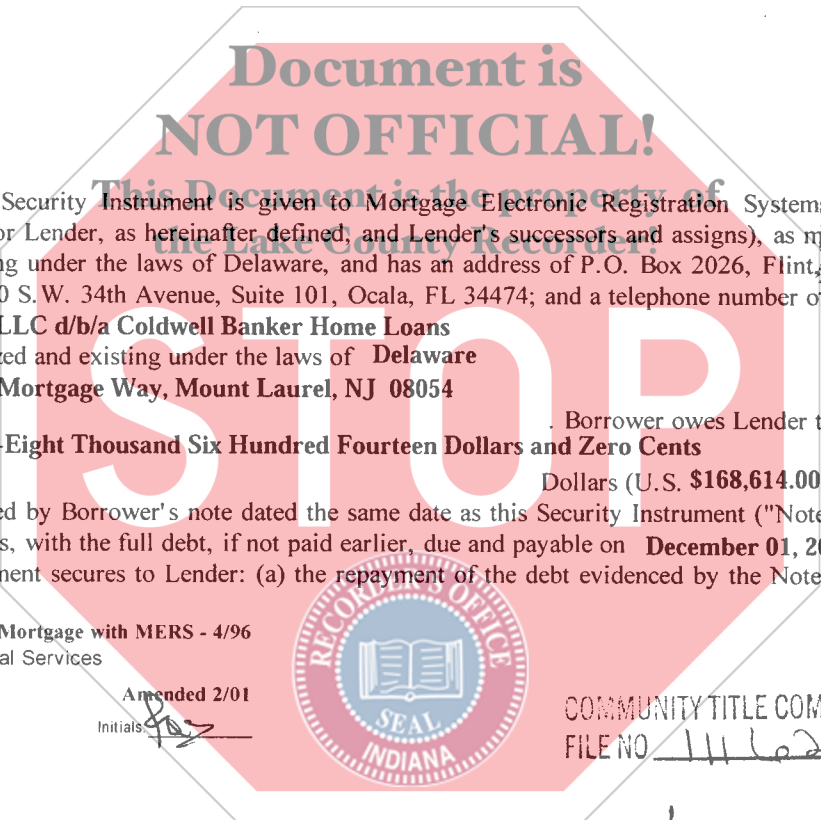 Document is
NOT OFFICIAL!
This Document is the property of
the Lake County Recorder!
Security Instrument is given to Mortgage Electronic Registration Systems
or Lender, as hereinafter defined, and Lender's successors and assigns), as m
ng under the laws of Delaware, and has an address of P.O. Box 2026, Flint,
0 S.W. 34th Avenue, Suite 101, Ocala, FL 34474; and a telephone number o
LLC d/b/a Coldwell Banker Home Loans
zed and existing under the laws of Delaware
Mortgage Way, Mount Laurel, NJ 08054
. Borrower owes Lender t
-Eight Thousand Six Hundred Fourteen Dollars and Zero Cents
Dollars (U.S. $168,614.00
ed by Borrower's note dated the same date as this Security Instrument ("Note
s, with the full debt, if not paid earlier, due and payable on December 01, 20
ment secures to Lender: (a) the repayment of the debt evidenced by the Note
STOP
Mortgage with MERS - 4/96
al Services
Amended 2/01
Initials:
RECORDER'S OFFICE
SEAL
INDIANA
COMMUNITY TITLE COM
FILE NO